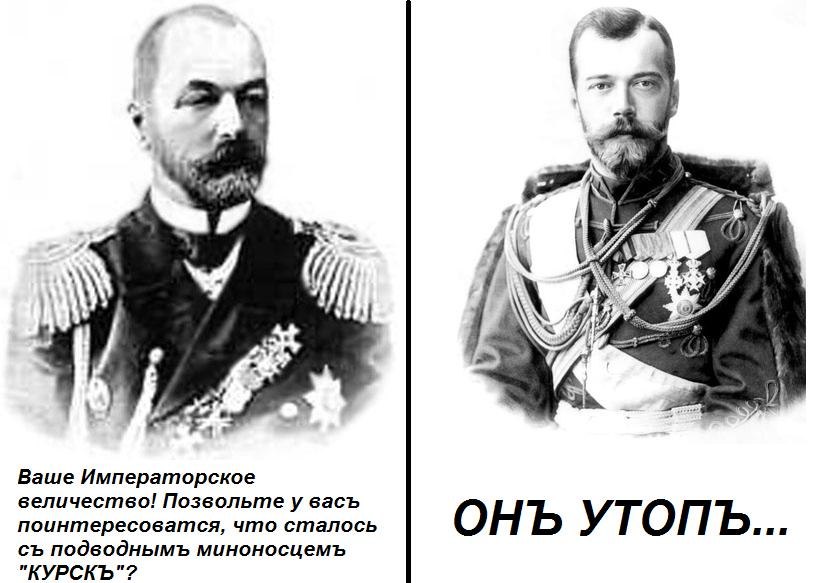 Ваше Императорское
величество! Позвольте у васъ
поинтересоватся, что сталось
съ подводнымъ миноносцемъ
"КУРСКЪ"?
ОНЪ УТОПЪ...